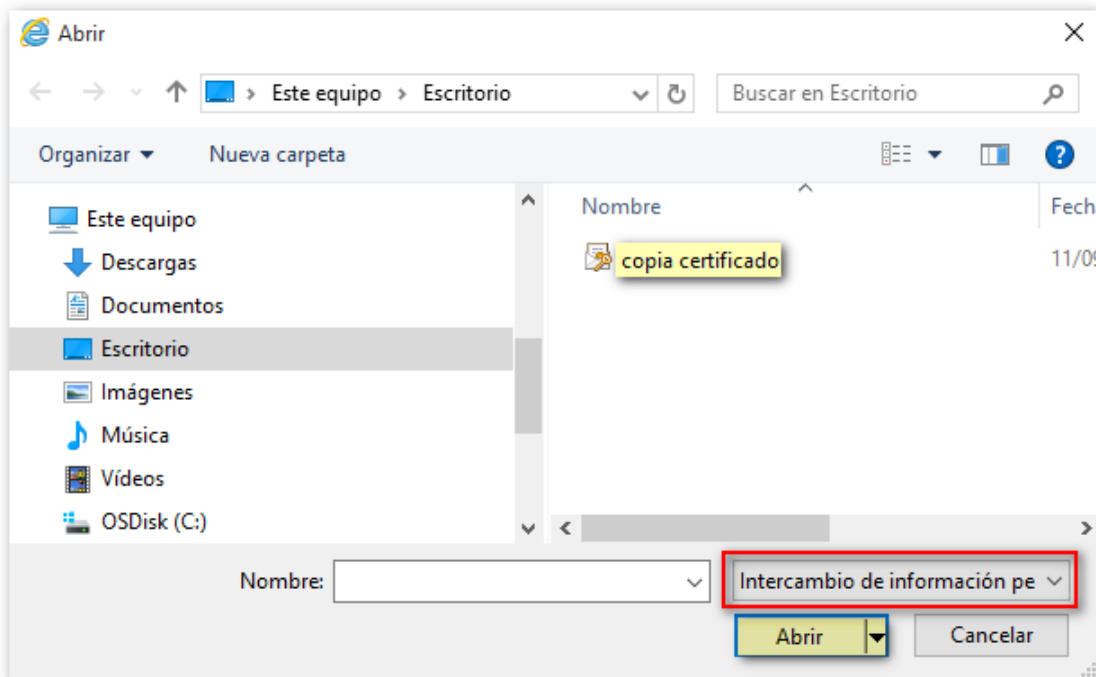 Abrir
Este equipo > Escritorio
Buscar en Escritorio
Organizar
Nueva carpeta
Este equipo
Descargas
Documentos
Escritorio
Imágenes
Música
Vídeos
OSDisk (C:)
Nombre
Fech
copia certificado
11/09
Nombre:
Intercambio de información pe
Abrir
Cancelar